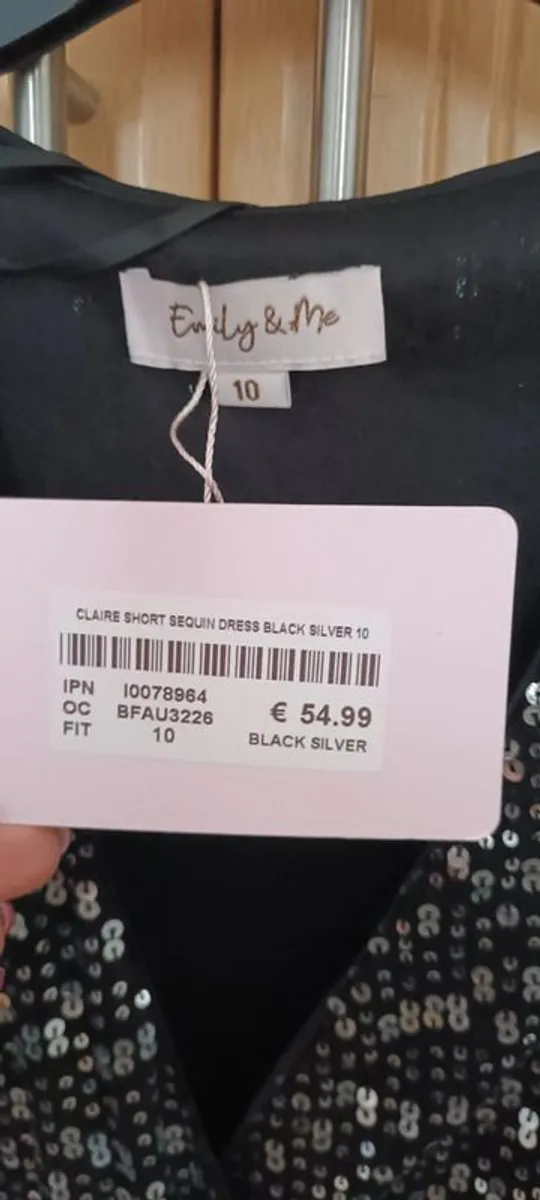 Emily & Me
10
CLAIRE SHORT SEQUIN DRESS BLACK SILVER 10
IPN I0078964
OC BFAU3226
€ 54.99
FIT 10
BLACK SILVER